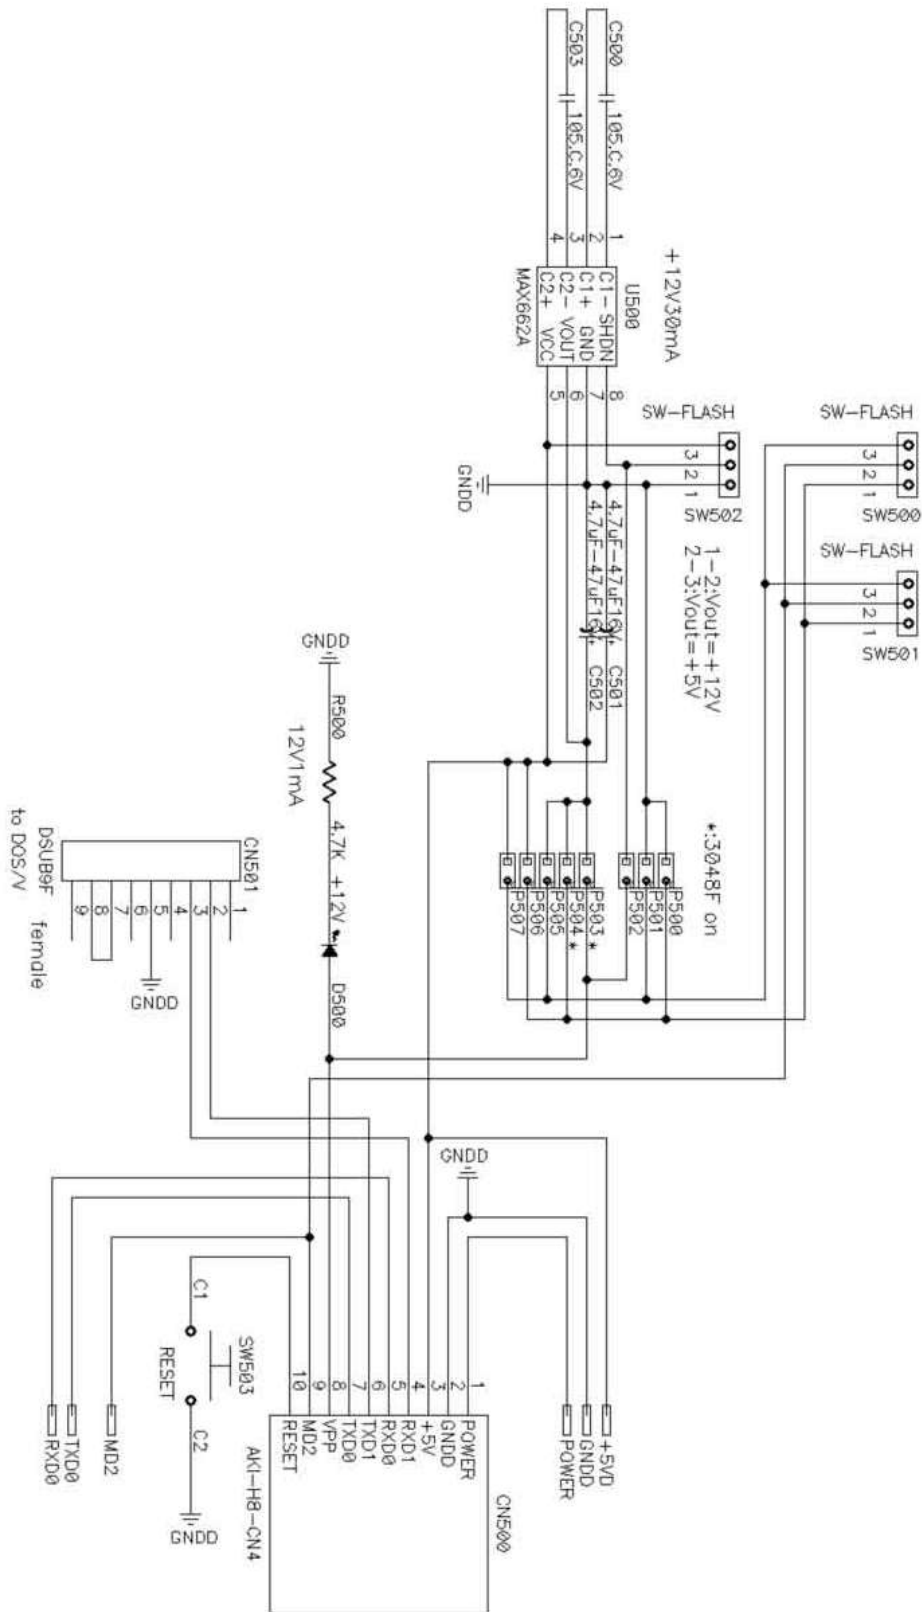 C503
C500
105,C,6V
105,C,6V
+12V30mA
U500
1
2
3
4
C1- SHDN
C1+ GND
C2- VOUT
C2+ VCC
MAX662A
8
7
6
5
SW-FLASH
3
2
1
SW502
SW-FLASH
3
2
1
SW500
SW-FLASH
3
2
1
SW501
1-2:Vout=+12V
2-3:Vout=+5V
GNDD
4.7uF-47uF16V+ C501
4.7uF-47uF16V+ C502
*:3048F on
P500
P501
P502
P503 *
P504 *
P505
P506
P507
GNDD
R500
4.7K
12V1mA
+12V
D500
CN501
DSUB9F female
to DOS/V
1
2
3
4
5
6
7
8
9
GNDD
GNDD
C1
SW503
RESET
C2
GNDD
1
2
3
4
5
6
7
8
9
10
POWER
GNDD
+5V
RXD1
RXD0
TXD1
TXD0
VPP
MD2
RESET
CN500
AKI-H8-CN4
+5VD
GNDD
POWER
MD2
TXD0
RXD0